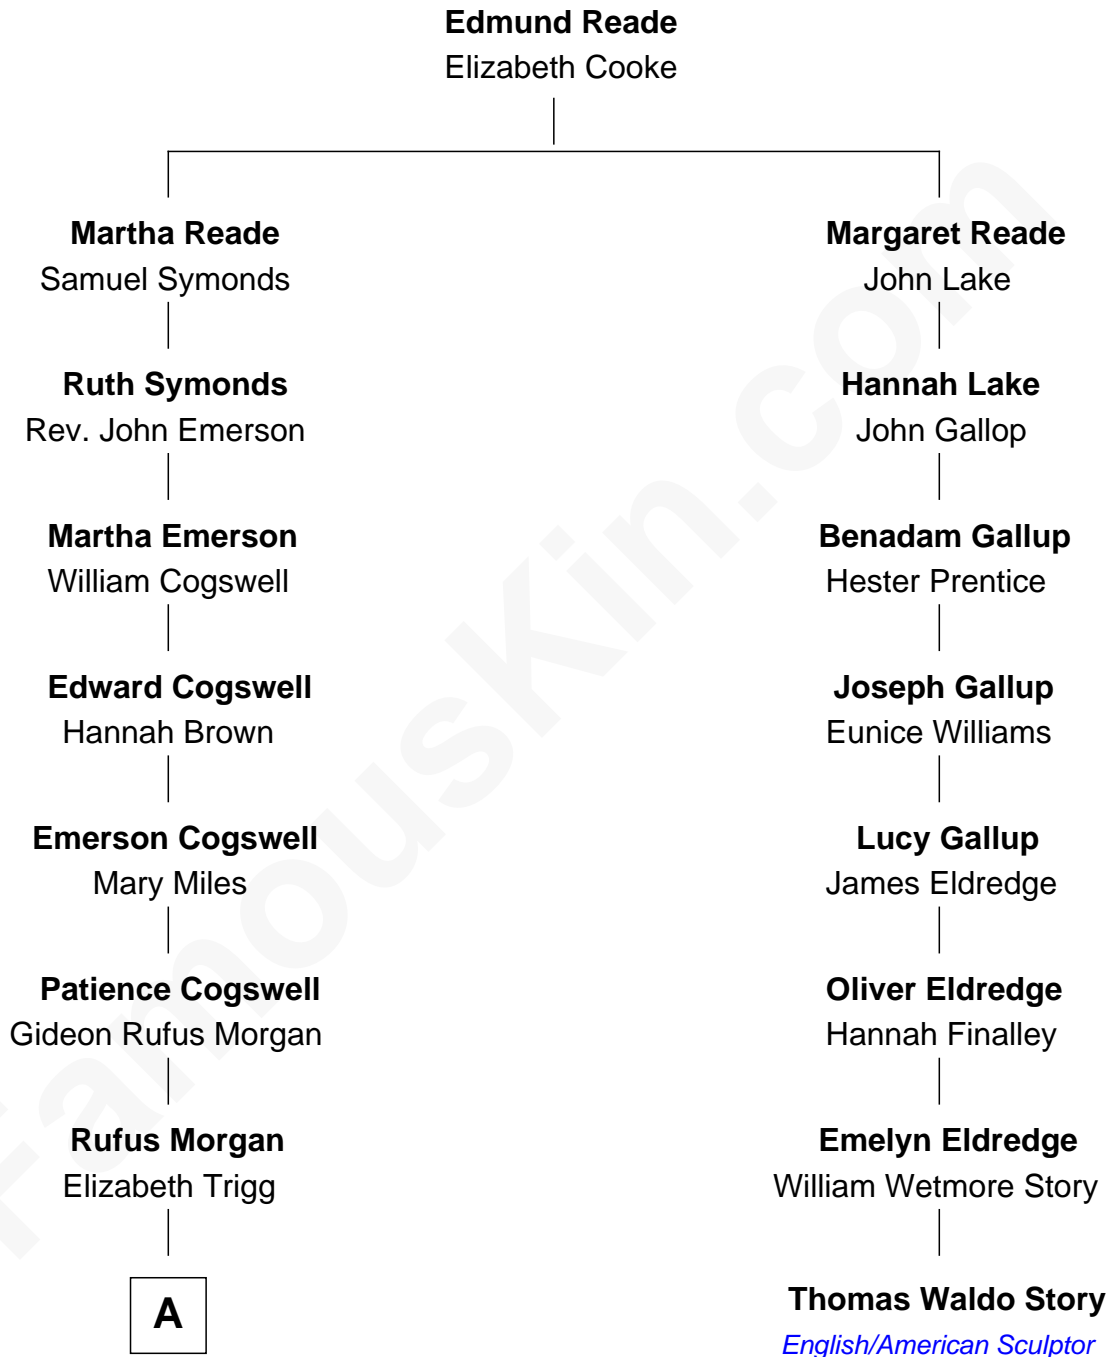 Edmund Reade
Elizabeth Cooke
Martha Reade
Samuel Symonds
Ruth Symonds
Rev. John Emerson
Martha Emerson
William Cogswell
Edward Cogswell
Hannah Brown
Emerson Cogswell
Mary Miles
Patience Cogswell
Gideon Rufus Morgan
Rufus Morgan
Elizabeth Trigg
A
Margaret Reade
John Lake
Hannah Lake
John Gallop
Benadam Gallup
Hester Prentice
Joseph Gallup
Eunice Williams
Lucy Gallup
James Eldredge
Oliver Eldredge
Hannah Finalley
Emelyn Eldredge
William Wetmore Story
Thomas Waldo Story
English/American Sculptor
FamousKin.com